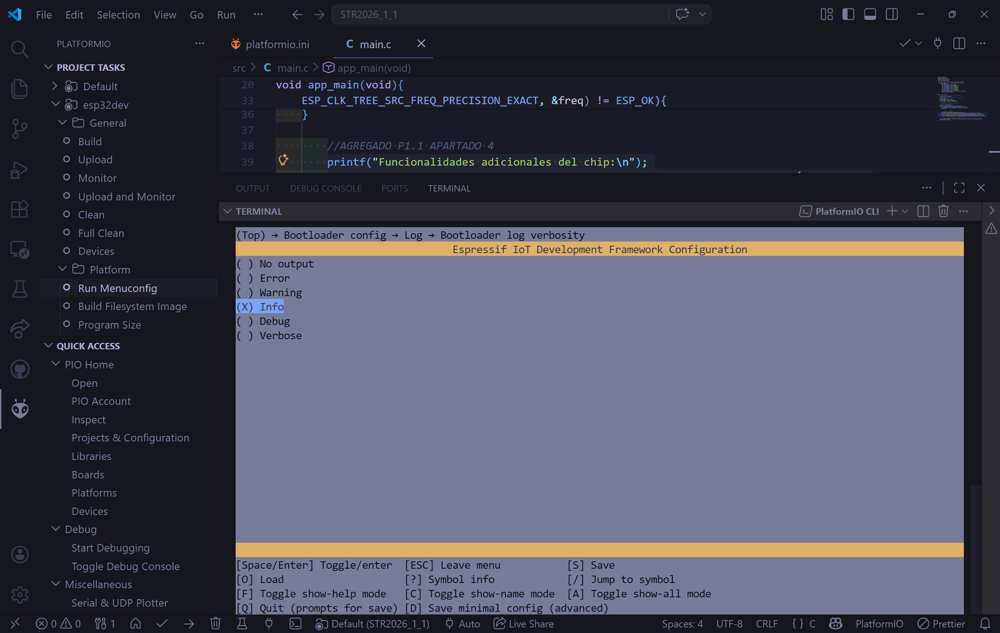 File Edit Selection View Go Run ··· STR2026_1_1
PLATFORMIO
PROJECT TASKS
Default
esp32dev
General
Build
Upload
Monitor
Upload and Monitor
Clean
Full Clean
Devices
Platform
Run Menuconfig
Build Filesystem Image
Program Size
QUICK ACCESS
PIO Home
Open
PIO Account
Inspect
Projects & Configuration
Libraries
Boards
Platforms
Devices
Debug
Start Debugging
Toggle Debug Console
Miscellaneous
Serial & UDP Plotter
platformio.ini
C main.c
src > C main.c > app_main(void)
20 void app_main(void){
33 ESP_CLK_TREE_SRC_FREQ_PRECISION_EXACT, &freq) != ESP_OK){
36 }
37
38 //AGREGADO P1.1 APARTADO 4
39 printf("Funcionalidades adicionales del chip:\n");
OUTPUT DEBUG CONSOLE PORTS TERMINAL
TERMINAL PlatformIO CLI
(Top) → Bootloader config → Log → Bootloader log verbosity
Espressif IoT Development Framework Configuration
( ) No output
( ) Error
( ) Warning
(X) Info
( ) Debug
( ) Verbose
[Space/Enter] Toggle/enter [ESC] Leave menu [S] Save
[O] Load [?] Symbol info [/] Jump to symbol
[F] Toggle show-help mode [C] Toggle show-name mode [A] Toggle show-all mode
[Q] Quit (prompts for save) [D] Save minimal config (advanced)
0 0 1 Default (STR2026_1_1) Auto Live Share Spaces: 4 UTF-8 CRLF { } C PlatformIO Prettier